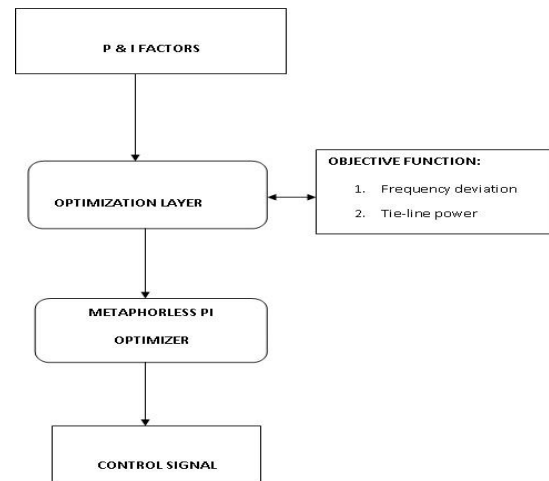 P & I FACTORS
OPTIMIZATION LAYER
OBJECTIVE FUNCTION:
1. Frequency deviation
2. Tie-line power
METAPHORLESS PI
OPTIMIZER
CONTROL SIGNAL